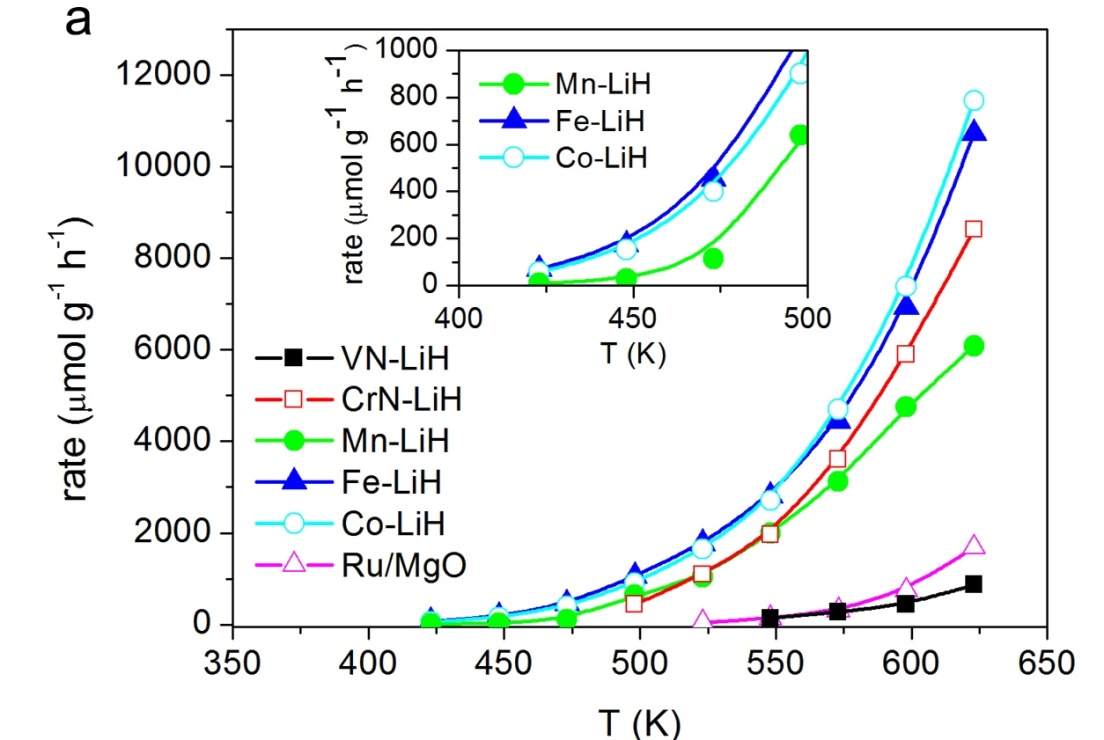 a
rate (μmol g⁻¹ h⁻¹)
12000
10000
8000
6000
4000
2000
0
350 400 450 500 550 600 650
T (K)
VN-LiH
CrN-LiH
Mn-LiH
Fe-LiH
Co-LiH
Ru/MgO
rate (μmol g⁻¹ h⁻¹)
1000
800
600
400
200
0
400 450 500
T (K)
Mn-LiH
Fe-LiH
Co-LiH